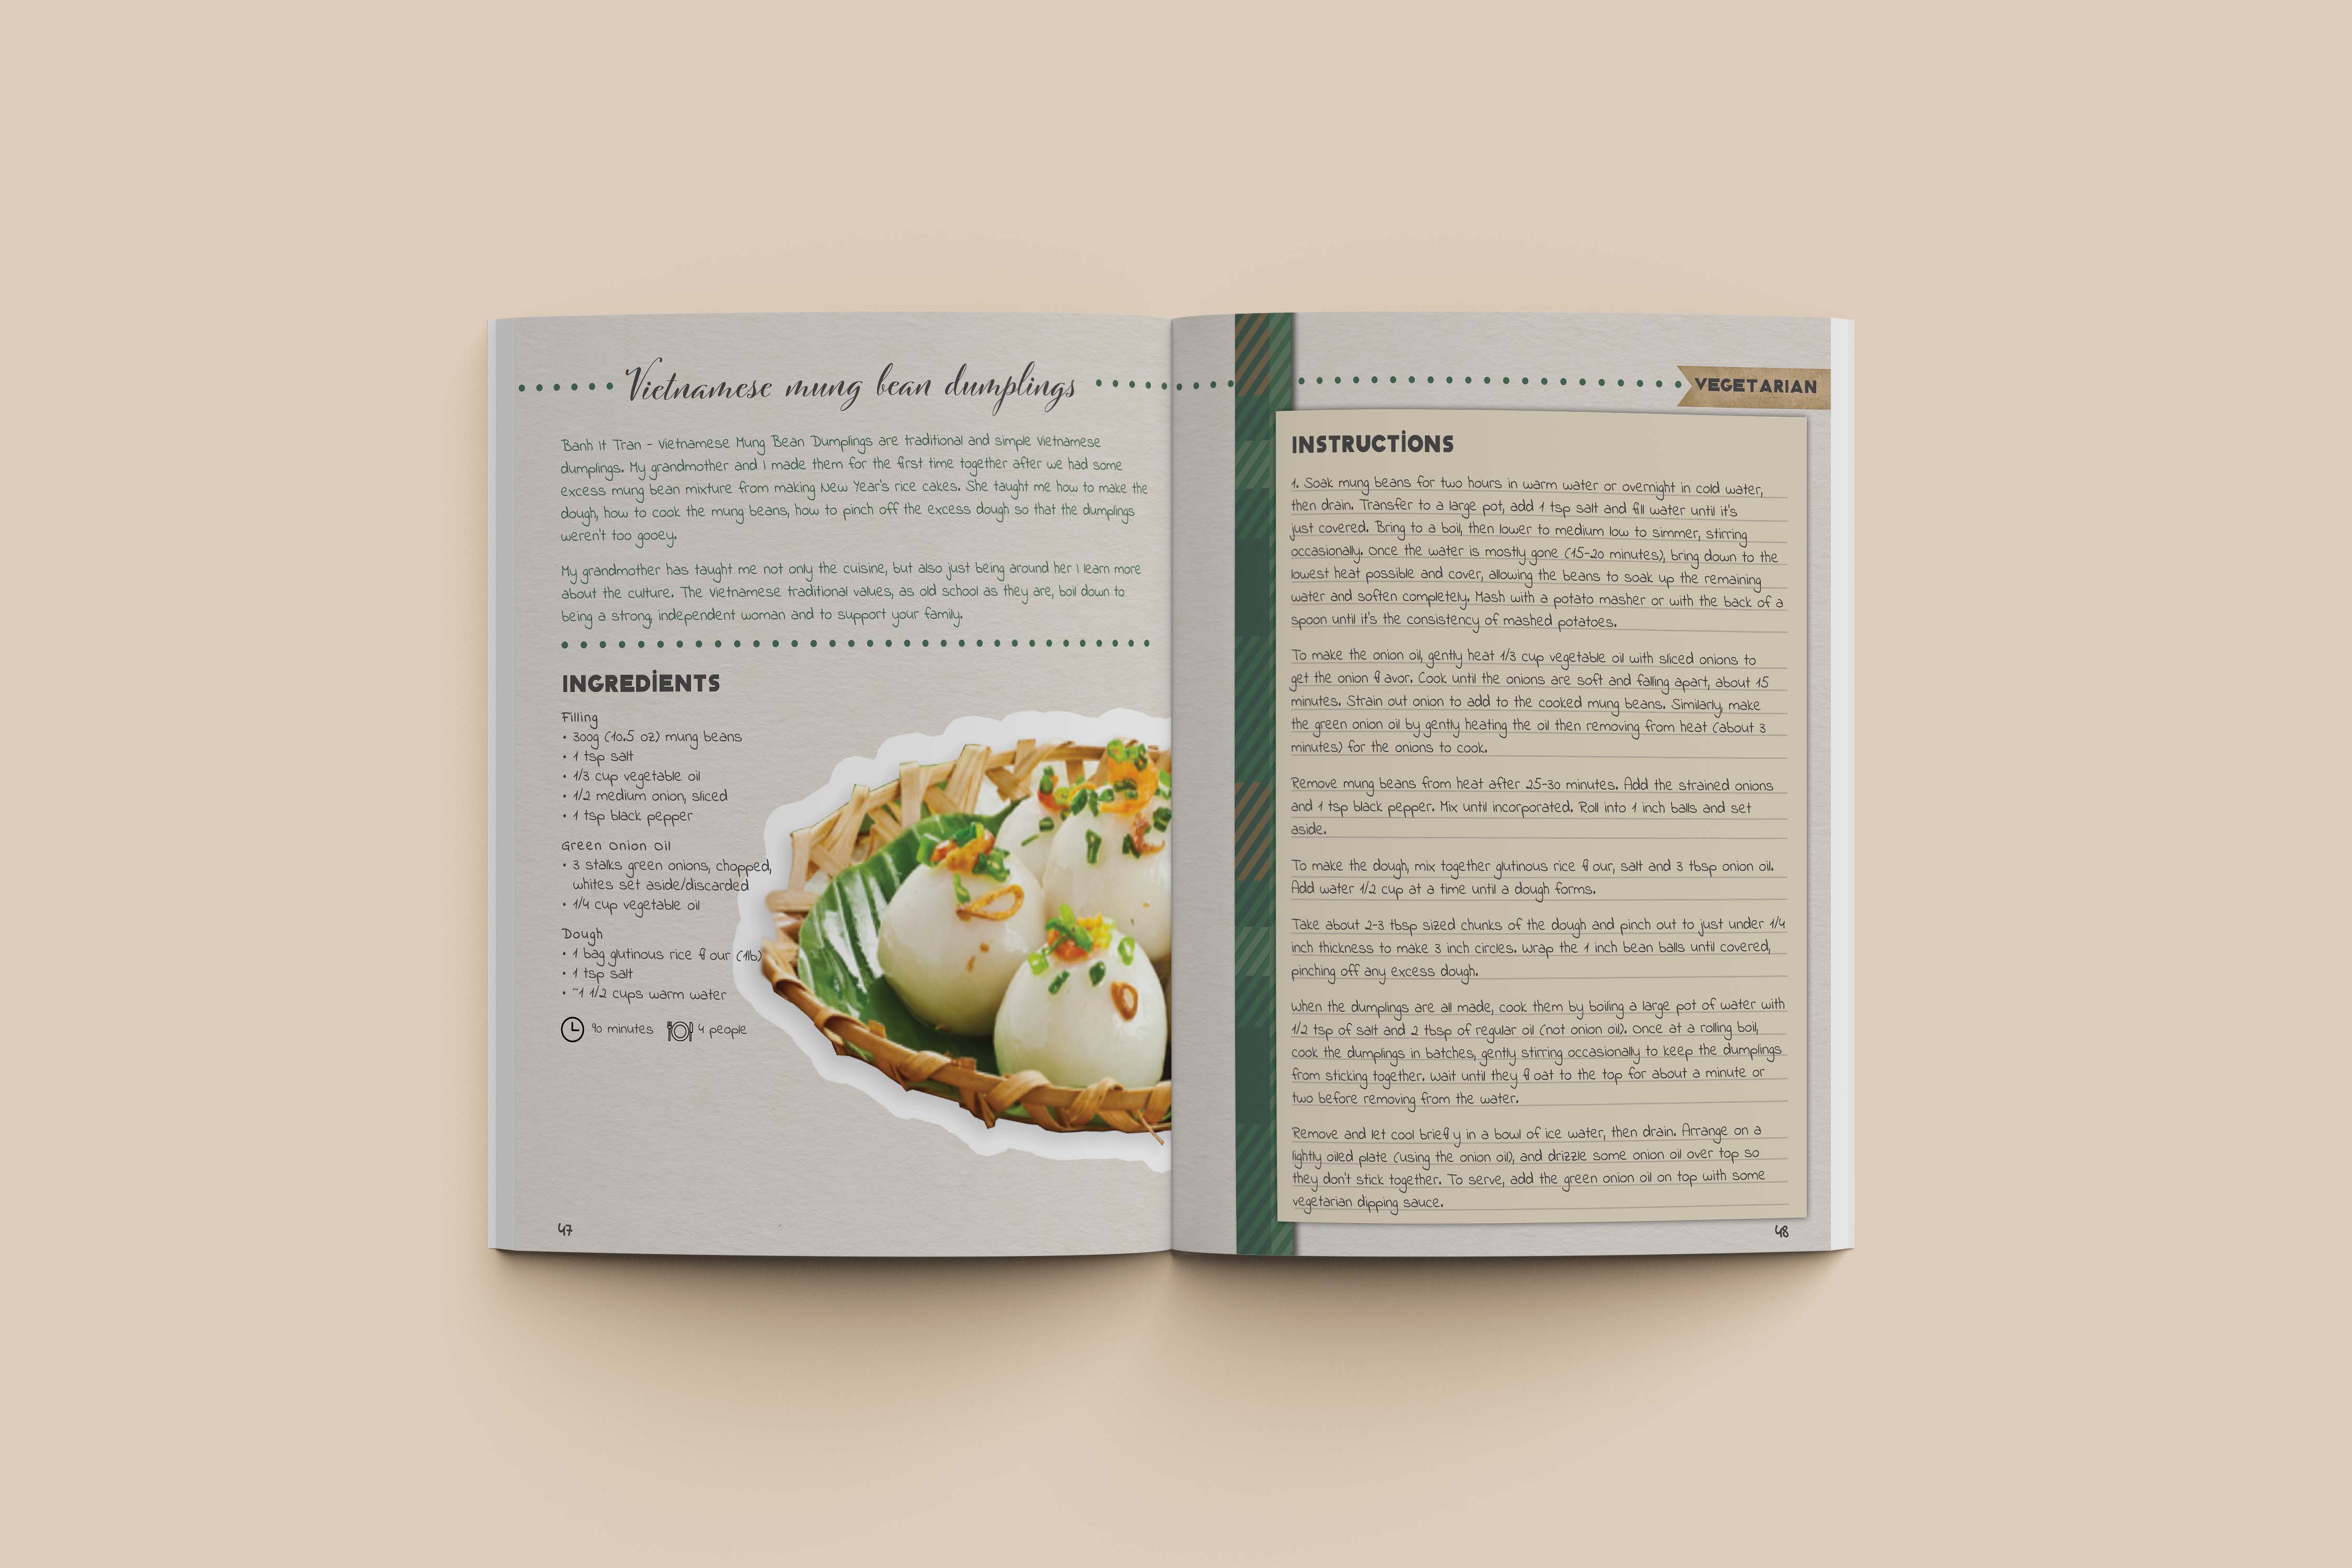 Vietnamese mung bean dumplings
Banh It Tran - Vietnamese Mung Bean Dumplings are traditional and simple Vietnamese
dumplings. My grandmother and I made them for the first time together after we had some
excess mung bean mixture from making New Year's rice cakes. She taught me how to make the
dough, how to cook the mung beans, how to pinch off the excess dough so that the dumplings
weren't too gooey.
My grandmother has taught me not only the cuisine, but also just being around her I learn more
about the culture. The Vietnamese traditional values, as old school as they are, boil down to
being a strong, independent woman and to support your family.
INGREDIENTS
Filling
• 300g (10.5 oz) mung beans
• 1 tsp salt
• 1/3 cup vegetable oil
• 1/2 medium onion, sliced
• 1 tsp black pepper
Green Onion Oil
• 3 stalks green onions, chopped,
whites set aside/discarded
• 1/4 cup vegetable oil
Dough
• 1 bag glutinous rice flour (1lb)
• 1 tsp salt
• ~1 1/2 cups warm water
90 minutes 4 people
47
VEGETARIAN
INSTRUCTIONS
1. Soak mung beans for two hours in warm water or overnight in cold water,
then drain. Transfer to a large pot, add 1 tsp salt and fill water until it's
just covered. Bring to a boil, then lower to medium low to simmer, stirring
occasionally. Once the water is mostly gone (15-20 minutes), bring down to the
lowest heat possible and cover, allowing the beans to soak up the remaining
water and soften completely. Mash with a potato masher or with the back of a
spoon until it's the consistency of mashed potatoes.
To make the onion oil, gently heat 1/3 cup vegetable oil with sliced onions to
get the onion flavor. Cook until the onions are soft and falling apart, about 15
minutes. Strain out onion to add to the cooked mung beans. Similarly, make
the green onion oil by gently heating the oil then removing from heat (about 3
minutes) for the onions to cook.
Remove mung beans from heat after 25-30 minutes. Add the strained onions
and 1 tsp black pepper. Mix until incorporated. Roll into 1 inch balls and set
aside.
To make the dough, mix together glutinous rice flour, salt and 3 tbsp onion oil.
Add water 1/2 cup at a time until a dough forms.
Take about 2-3 tbsp sized chunks of the dough and pinch out to just under 1/4
inch thickness to make 3 inch circles. Wrap the 1 inch bean balls until covered,
pinching off any excess dough.
When the dumplings are all made, cook them by boiling a large pot of water with
1/2 tsp of salt and 2 tbsp of regular oil (not onion oil). Once at a rolling boil,
cook the dumplings in batches, gently stirring occasionally to keep the dumplings
from sticking together. Wait until they float to the top for about a minute or
two before removing from the water.
Remove and let cool briefly in a bowl of ice water, then drain. Arrange on a
lightly oiled plate (using the onion oil), and drizzle some onion oil over top so
they don't stick together. To serve, add the green onion oil on top with some
vegetarian dipping sauce.
48